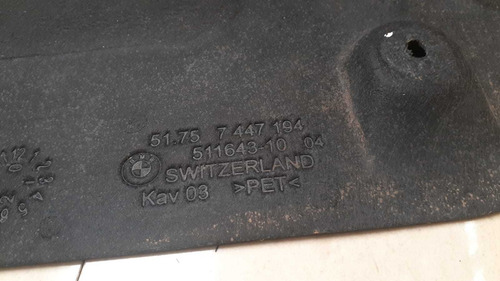 51.75 7 447 194
511643-10 04
SWITZERLAND
Kav 03 >PET<